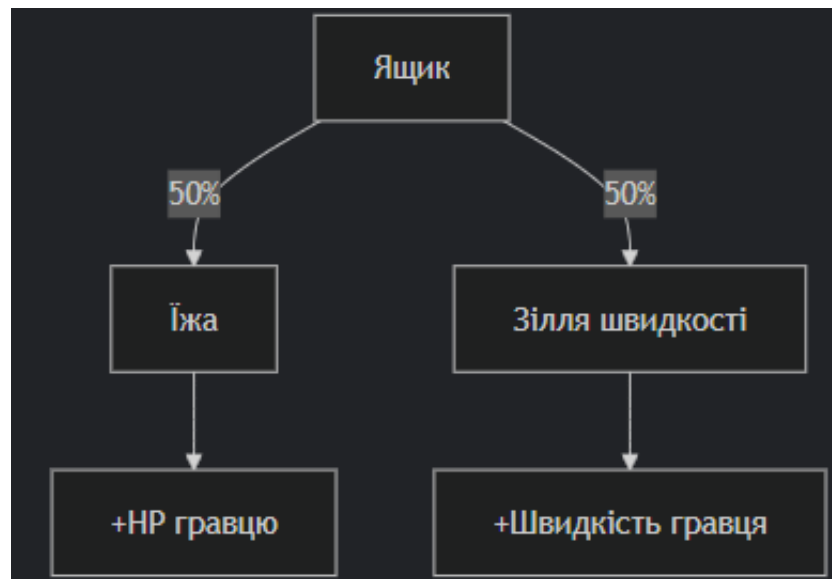 Ящик
50%
50%
Їжа
Зілля швидкості
+HP гравцю
+Швидкість гравця